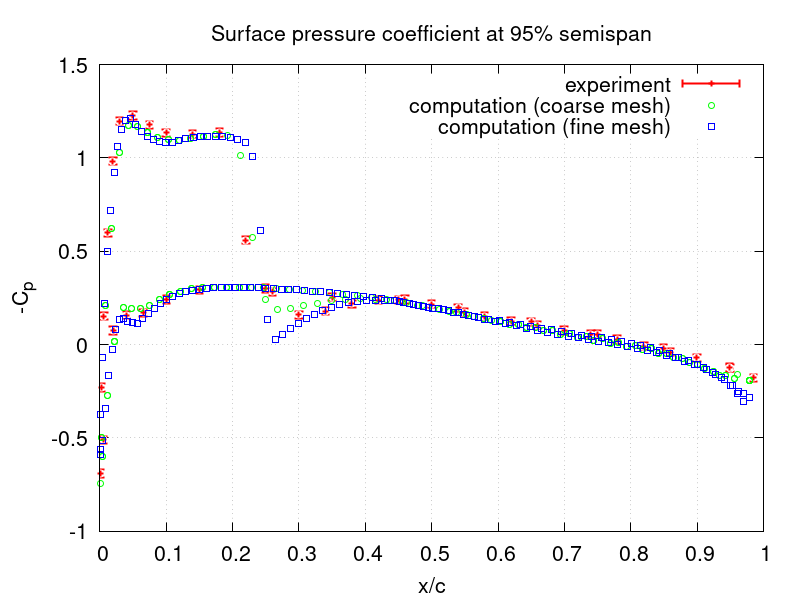 Surface pressure coefficient at 95% semispan
experiment
computation (coarse mesh)
computation (fine mesh)
1.5
1
0.5
0
-0.5
-1
-Cp
0 0.1 0.2 0.3 0.4 0.5 0.6 0.7 0.8 0.9 1
x/c